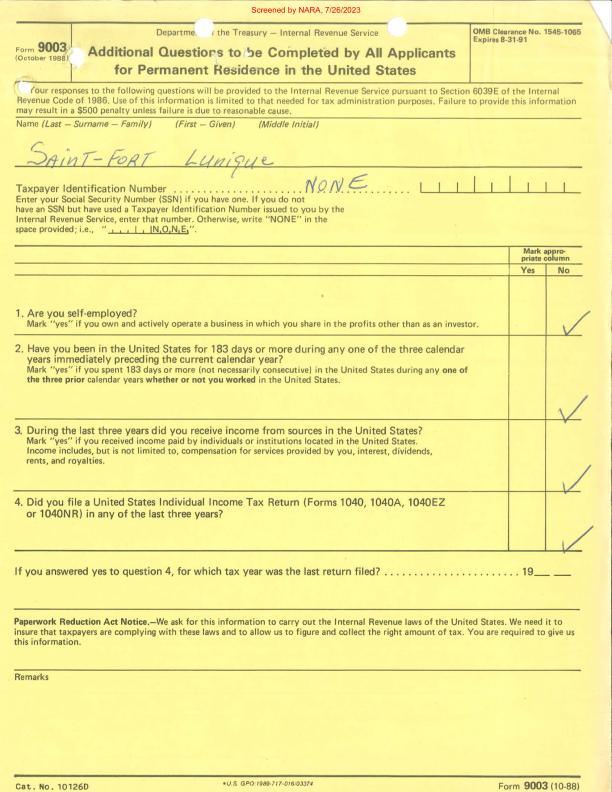 Screened by NARA, 7/26/2023
Form 9003
(October 1988)
the Treasury — Internal Revenue Service
Additional Questions to be Completed by All Applicants
for Permanent Residence in the United States
OMB Clearance No. 1545-1065
Expires 8-31-91
Your responses to the following questions will be provided to the Internal Revenue Service pursuant to Section 6039E of the Internal
Revenue Code of 1986. Use of this information is limited to that needed for tax administration purposes. Failure to provide this information
may result in a $500 penalty unless failure is due to reasonable cause.
Name (Last — Surname — Family) (First — Given) (Middle Initial)
SAINT-FORT Lunique
Taxpayer Identification Number .................... NONE ..........
Enter your Social Security Number (SSN) if you have one. If you do not
have an SSN but have used a Taxpayer Identification Number issued to you by the
Internal Revenue Service, enter that number. Otherwise, write "NONE" in the
space provided; i.e., " N,O,N,E,".
Mark appro-
priate column
Yes No
1. Are you self-employed?
Mark "yes" if you own and actively operate a business in which you share in the profits other than as an investor.
2. Have you been in the United States for 183 days or more during any one of the three calendar
years immediately preceding the current calendar year?
Mark "yes" if you spent 183 days or more (not necessarily consecutive) in the United States during any one of
the three prior calendar years whether or not you worked in the United States.
3. During the last three years did you receive income from sources in the United States?
Mark "yes" if you received income paid by individuals or institutions located in the United States.
Income includes, but is not limited to, compensation for services provided by you, interest, dividends,
rents, and royalties.
4. Did you file a United States Individual Income Tax Return (Forms 1040, 1040A, 1040EZ
or 1040NR) in any of the last three years?
If you answered yes to question 4, for which tax year was the last return filed? ....................... 19__ __
Paperwork Reduction Act Notice.—We ask for this information to carry out the Internal Revenue laws of the United States. We need it to
insure that taxpayers are complying with these laws and to allow us to figure and collect the right amount of tax. You are required to give us
this information.
Remarks
Cat. No. 10126D
*U.S. GPO:1989-717-016/03374
Form 9003 (10-88)